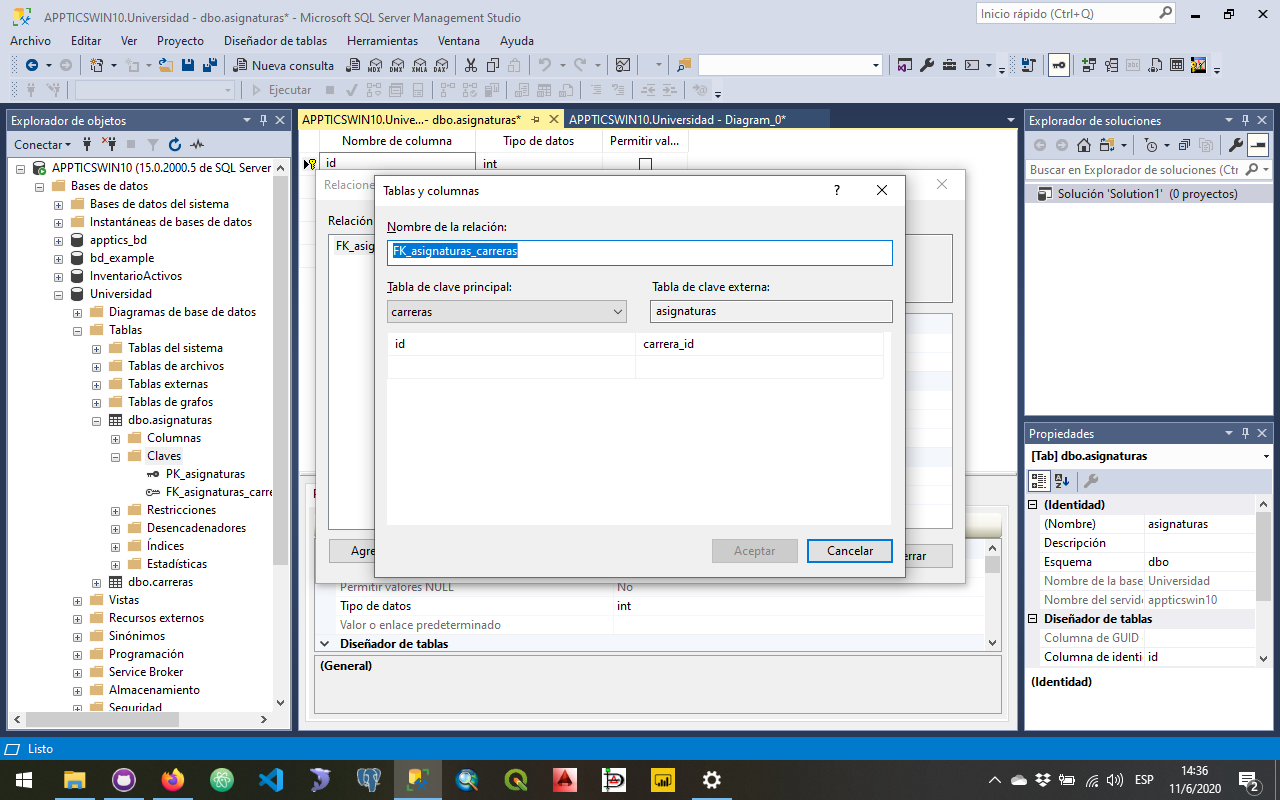 APPTICSWIN10.Universidad - dbo.asignaturas* - Microsoft SQL Server Management Studio
Inicio rápido (Ctrl+Q)
Archivo Editar Ver Proyecto Diseñador de tablas Herramientas Ventana Ayuda
Nueva consulta
MDX DMX XMLA DAX
Ejecutar
Explorador de objetos
Conectar
APPTICSWIN10 (15.0.2000.5 de SQL Server
Bases de datos
Bases de datos del sistema
Instantáneas de bases de datos
apptics_bd
bd_example
InventarioActivos
Universidad
Diagramas de base de datos
Tablas
Tablas del sistema
Tablas de archivos
Tablas externas
Tablas de grafos
dbo.asignaturas
Columnas
Claves
PK_asignaturas
FK_asignaturas_carre
Restricciones
Desencadenadores
Índices
Estadísticas
dbo.carreras
Vistas
Recursos externos
Sinónimos
Programación
Service Broker
Almacenamiento
Seguridad
APPTICSWIN10.Unive...- dbo.asignaturas*
APPTICSWIN10.Universidad - Diagram_0*
Nombre de columna Tipo de datos Permitir val...
id int
Relacione
Relación
FK_asig
Agre
errar
Tablas y columnas
?
Nombre de la relación:
FK_asignaturas_carreras
Tabla de clave principal: Tabla de clave externa:
carreras asignaturas
id carrera_id
Aceptar Cancelar
Permitir valores NULL No
Tipo de datos int
Valor o enlace predeterminado
Diseñador de tablas
(General)
Explorador de soluciones
Buscar en Explorador de soluciones (Ctr
Solución 'Solution1' (0 proyectos)
Propiedades
[Tab] dbo.asignaturas
(Identidad)
(Nombre) asignaturas
Descripción
Esquema dbo
Nombre de la base Universidad
Nombre del servid appticswin10
Diseñador de tablas
Columna de GUID
Columna de identi id
(Identidad)
Listo
ESP
14:36
11/6/2020
2